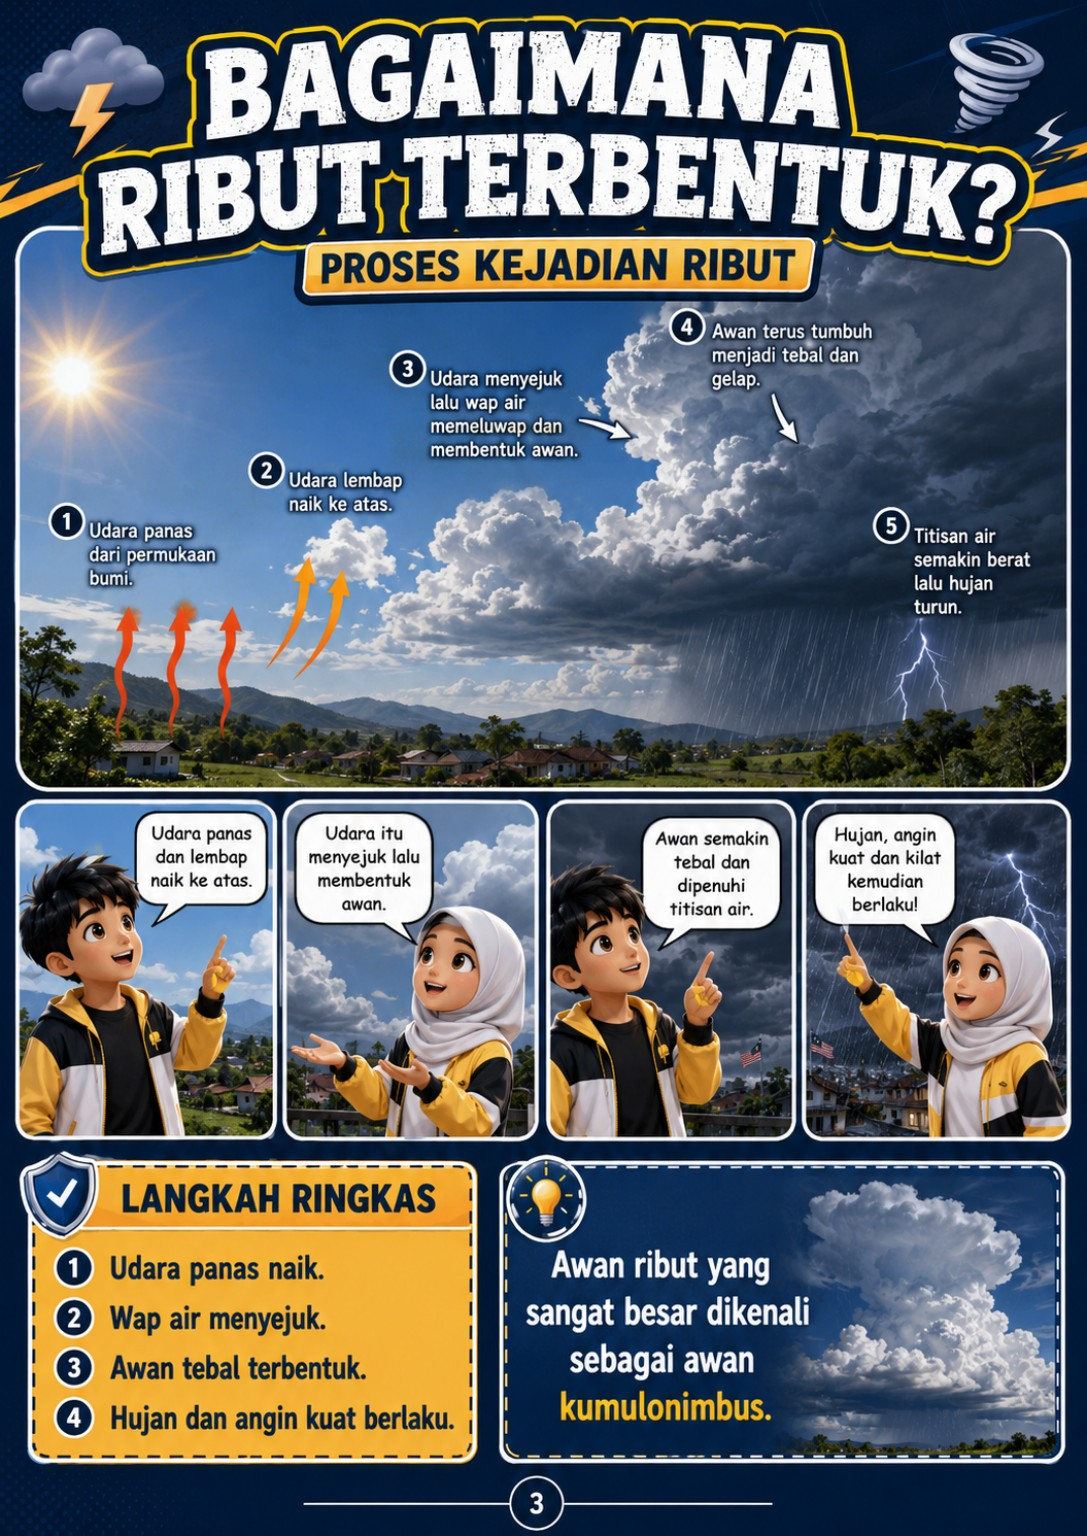 BAGAIMANA
RIBUT TERBENTUK?
PROSES KEJADIAN RIBUT
1
Udara panas
dari permukaan
bumi.
2
Udara lembap
naik ke atas.
3
Udara menyejuk
lalu wap air
memeluwap dan
membentuk awan.
4
Awan terus tumbuh
menjadi tebal dan
gelap.
5
Titisan air
semakin berat
lalu hujan
turun.
Udara panas
dan lembap
naik ke atas.
Udara itu
menyejuk lalu
membentuk
awan.
Awan semakin
tebal dan
dipenuhi
titisan air.
Hujan, angin
kuat dan kilat
kemudian
berlaku!
LANGKAH RINGKAS
1 Udara panas naik.
2 Wap air menyejuk.
3 Awan tebal terbentuk.
4 Hujan dan angin kuat berlaku.
Awan ribut yang
sangat besar dikenali
sebagai awan
kumulonimbus.
3